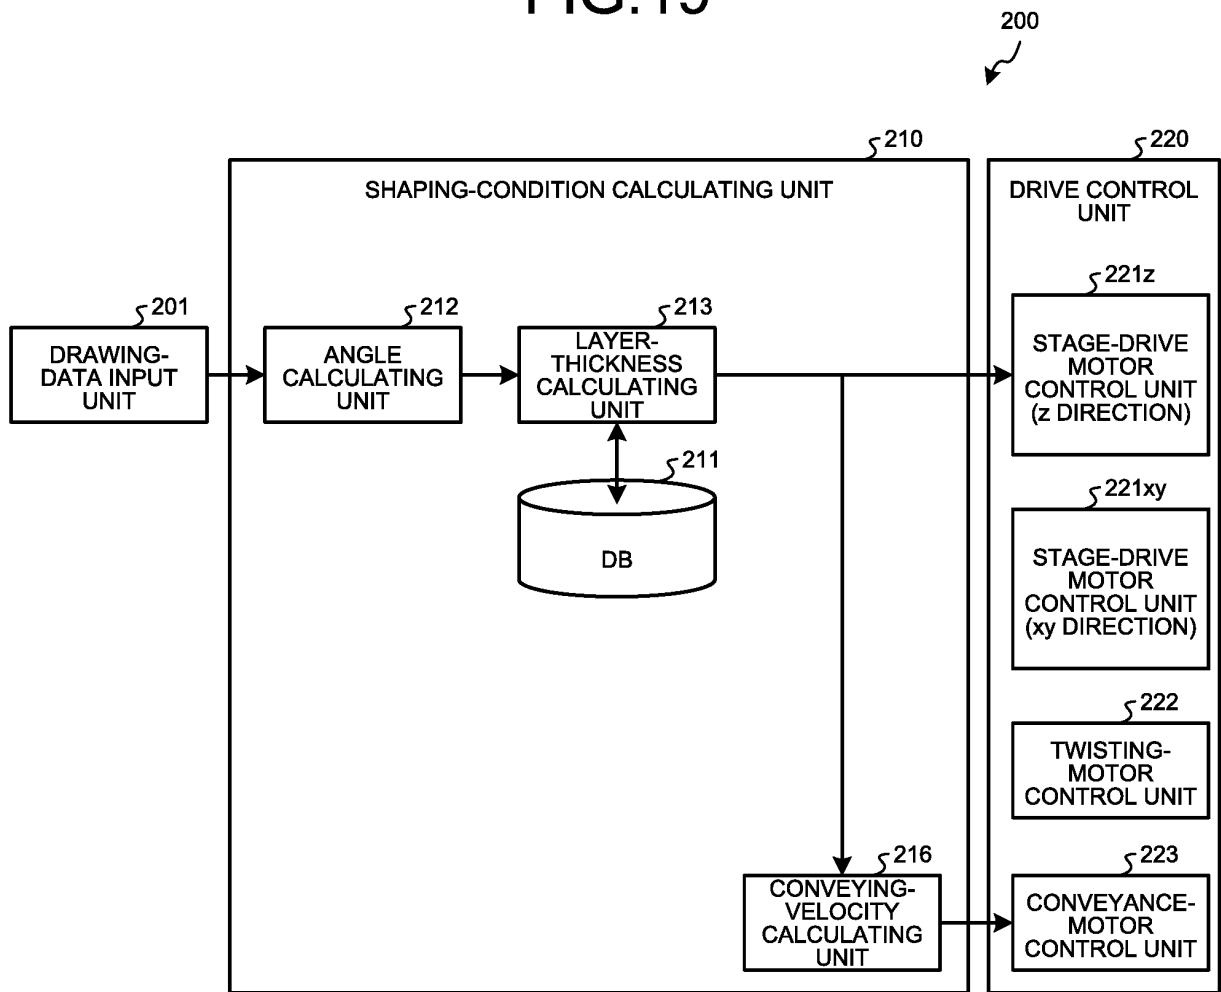 FIG.19
200
210
220
SHAPING-CONDITION CALCULATING UNIT
DRIVE CONTROL
UNIT
201
DRAWING-
DATA INPUT
UNIT
212
ANGLE
CALCULATING
UNIT
213
LAYER-
THICKNESS
CALCULATING
UNIT
221z
STAGE-DRIVE
MOTOR
CONTROL UNIT
(z DIRECTION)
211
DB
221xy
STAGE-DRIVE
MOTOR
CONTROL UNIT
(xy DIRECTION)
222
TWISTING-
MOTOR
CONTROL UNIT
216
CONVEYING-
VELOCITY
CALCULATING
UNIT
223
CONVEYANCE-
MOTOR
CONTROL UNIT